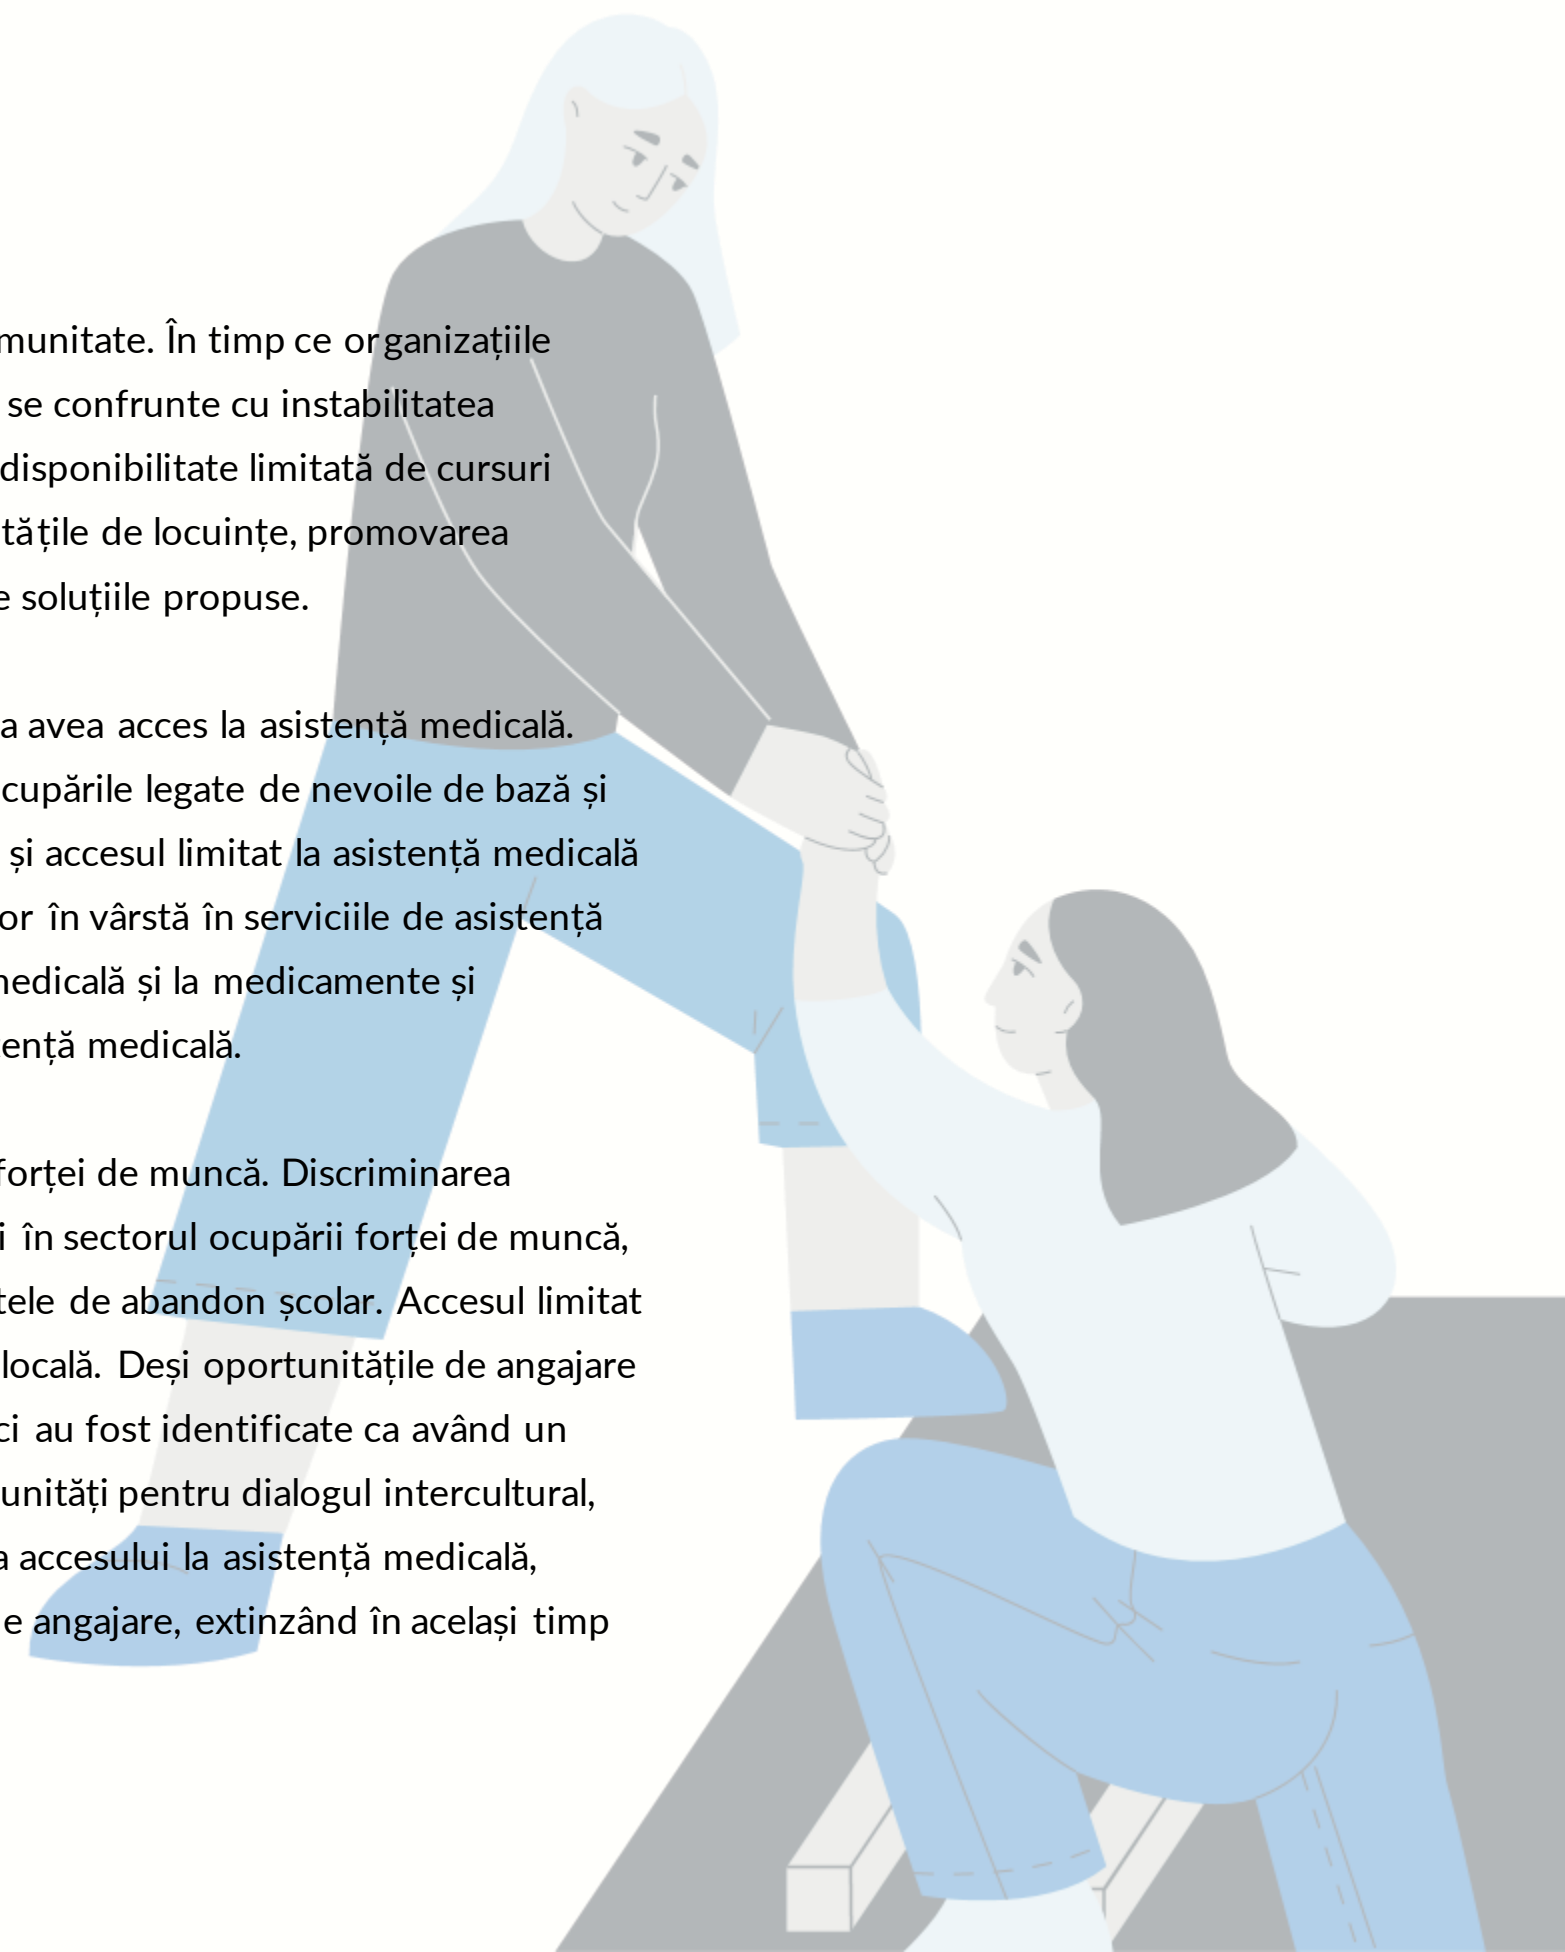 munitate. În timp ce organizațiile
se confrunte cu instabilitatea
disponibilitate limitată de cursuri
tățile de locuințe, promovarea
e soluțiile propuse.
a avea acces la asistență medicală.
cupările legate de nevoile de bază și
și accesul limitat la asistență medicală
or în vârstă în serviciile de asistență
nedicală și la medicamente și
ență medicală.
forței de muncă. Discriminarea
i în sectorul ocupării forței de muncă,
tele de abandon școlar. Accesul limitat
locală. Deși oportunitățile de angajare
ci au fost identificate ca având un
unități pentru dialogul intercultural,
a accesului la asistență medicală,
e angajare, extinzând în același timp